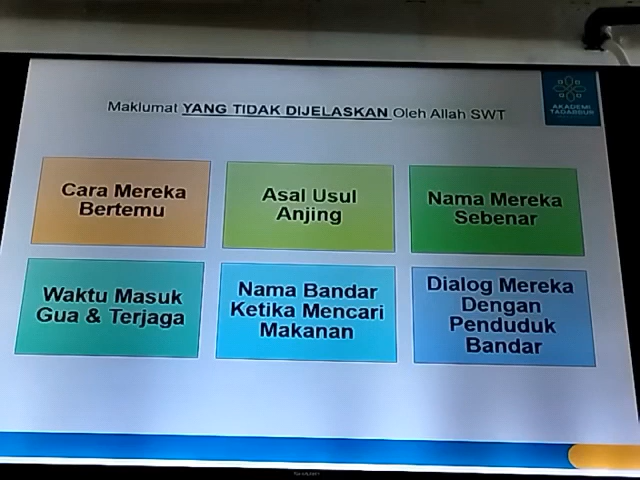 Maklumat YANG TIDAK DIJELASKAN Oleh Allah SWT
AKADEMI
TADABBUR
Cara Mereka
Bertemu
Asal Usul
Anjing
Nama Mereka
Sebenar
Waktu Masuk
Gua & Terjaga
Nama Bandar
Ketika Mencari
Makanan
Dialog Mereka
Dengan
Penduduk
Bandar